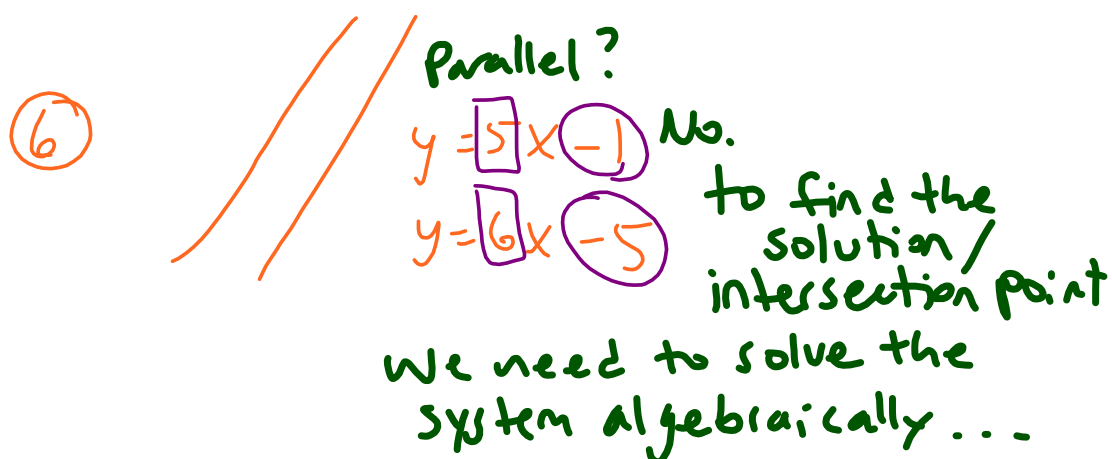 6
Parallel?
y = 5x - 1 No.
y = 6x - 5
to find the
solution/
intersection point
we need to solve the
system algebraically...